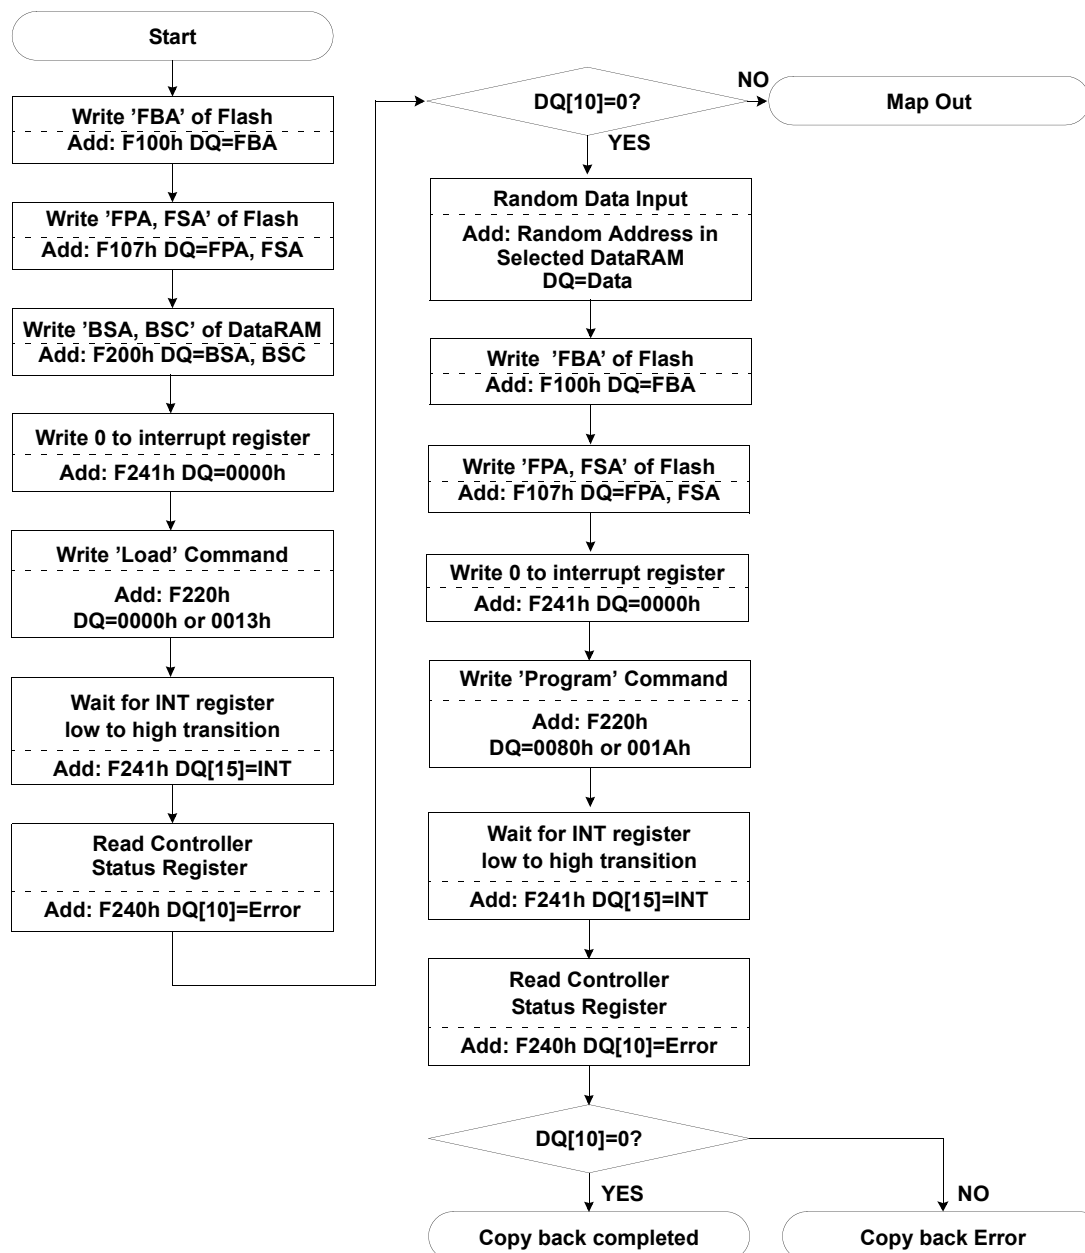 Start
Write ’FBA’ of Flash
Add: F100h DQ=FBA
Write ’FPA, FSA’ of Flash
Add: F107h DQ=FPA, FSA
Write ’BSA, BSC’ of DataRAM
Add: F200h DQ=BSA, BSC
Write 0 to interrupt register
Add: F241h DQ=0000h
Write ’Load’ Command
Add: F220h
DQ=0000h or 0013h
Wait for INT register
low to high transition
Add: F241h DQ[15]=INT
Read Controller
Status Register
Add: F240h DQ[10]=Error
DQ[10]=0?
NO
Map Out
YES
Random Data Input
Add: Random Address in
Selected DataRAM
DQ=Data
Write ’FBA’ of Flash
Add: F100h DQ=FBA
Write ’FPA, FSA’ of Flash
Add: F107h DQ=FPA, FSA
Write 0 to interrupt register
Add: F241h DQ=0000h
Write ’Program’ Command
Add: F220h
DQ=0080h or 001Ah
Wait for INT register
low to high transition
Add: F241h DQ[15]=INT
Read Controller
Status Register
Add: F240h DQ[10]=Error
DQ[10]=0?
YES
NO
Copy back completed
Copy back Error